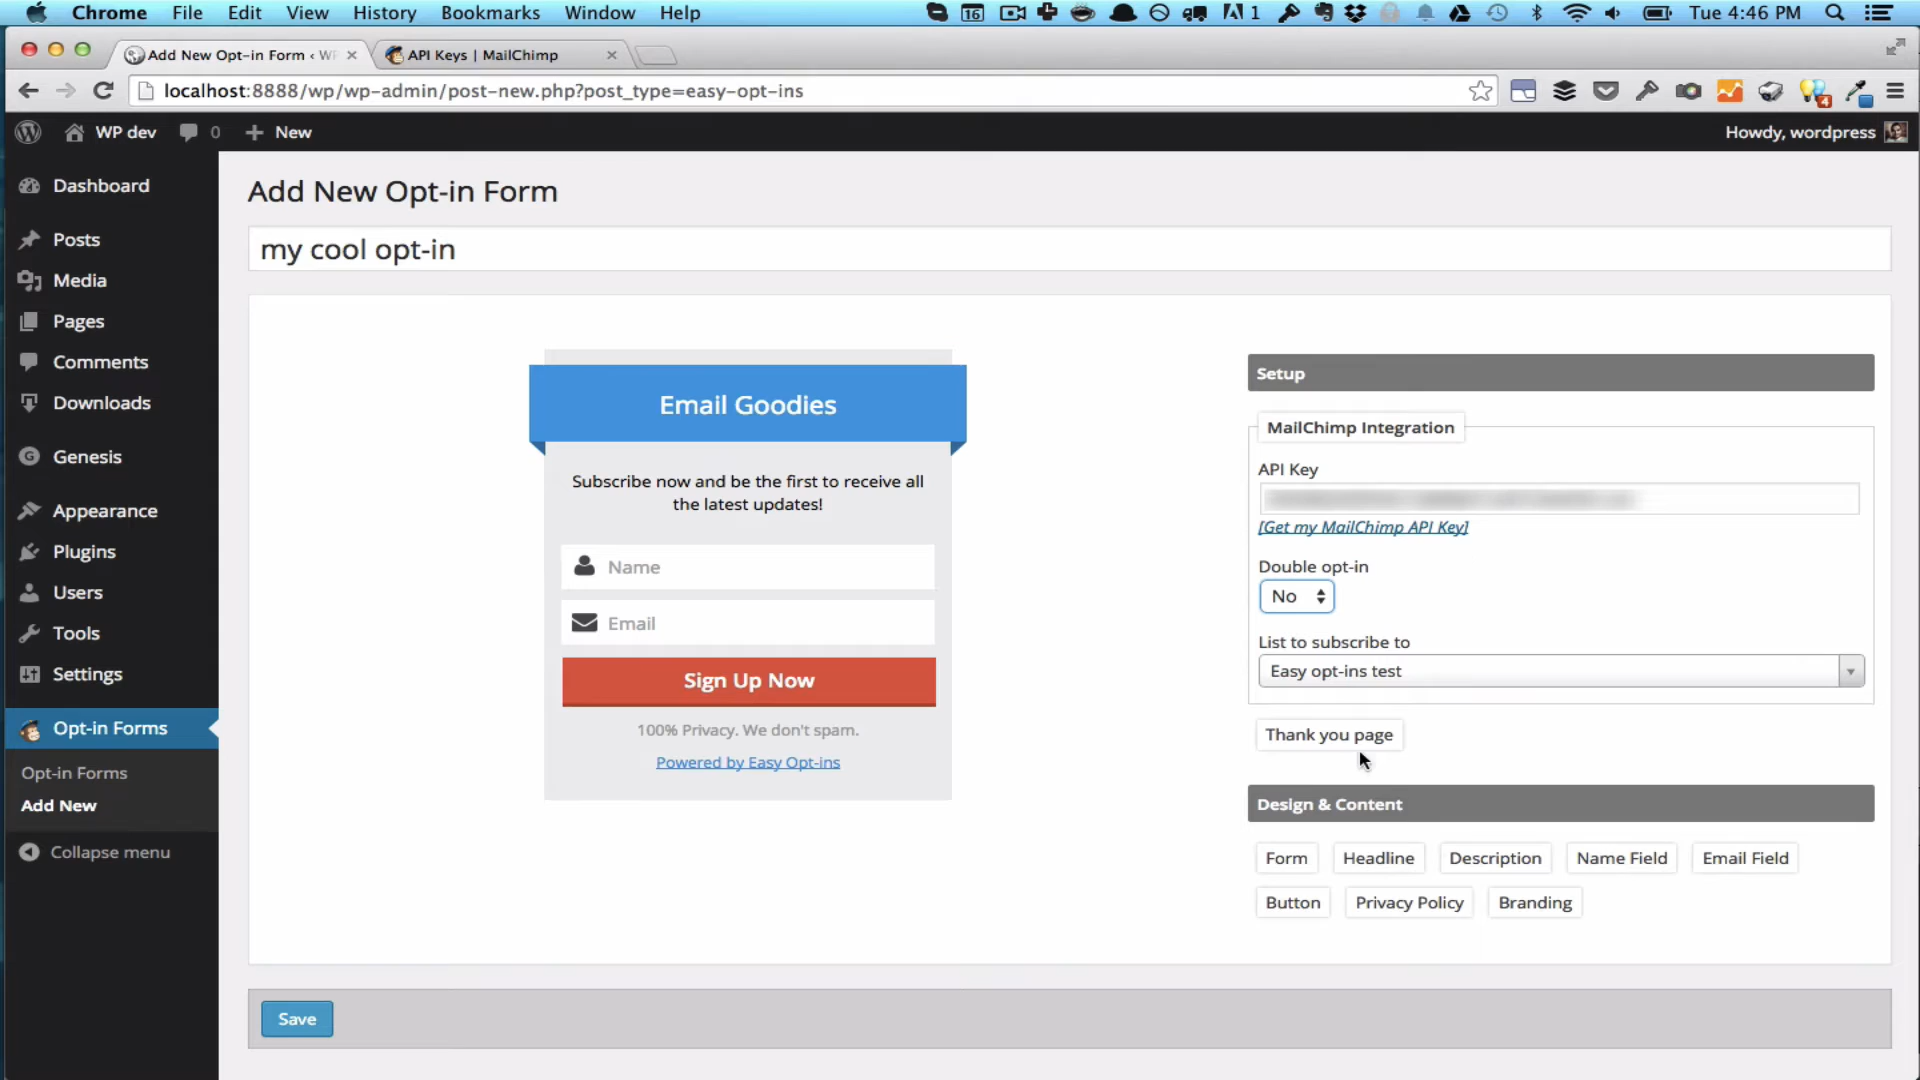 Chrome File Edit View History Bookmarks Window Help 16 1 Tue 4:46 PM
Add New Opt-in Form ‹ WP API Keys | MailChimp
localhost:8888/wp/wp-admin/post-new.php?post_type=easy-opt-ins 4
WP dev 0 New Howdy, wordpress
Dashboard
Posts
Media
Pages
Comments
Downloads
Genesis
Appearance
Plugins
Users
Tools
Settings
Opt-in Forms
Opt-in Forms
Add New
Collapse menu
Add New Opt-in Form
my cool opt-in
Email Goodies
Subscribe now and be the first to receive all
the latest updates!
Name
Email
Sign Up Now
100% Privacy. We don't spam.
Powered by Easy Opt-ins
Setup
MailChimp Integration
API Key
[Get my MailChimp API Key]
Double opt-in
No
List to subscribe to
Easy opt-ins test
Thank you page
Design & Content
Form Headline Description Name Field Email Field
Button Privacy Policy Branding
Save